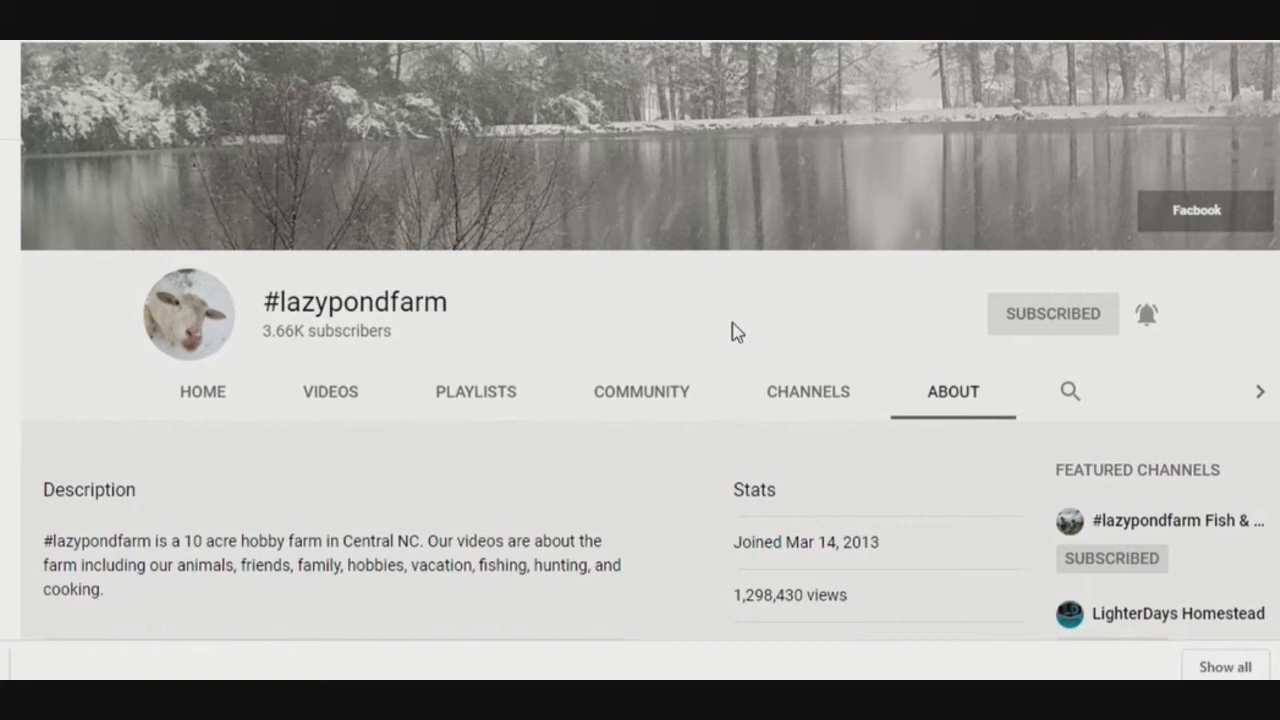 Facbook
#lazypondfarm
3.66K subscribers
SUBSCRIBED
HOME VIDEOS PLAYLISTS COMMUNITY CHANNELS ABOUT
Description
#lazypondfarm is a 10 acre hobby farm in Central NC. Our videos are about the
farm including our animals, friends, family, hobbies, vacation, fishing, hunting, and
cooking.
Stats
Joined Mar 14, 2013
1,298,430 views
FEATURED CHANNELS
#lazypondfarm Fish & ...
SUBSCRIBED
LighterDays Homestead
Show all